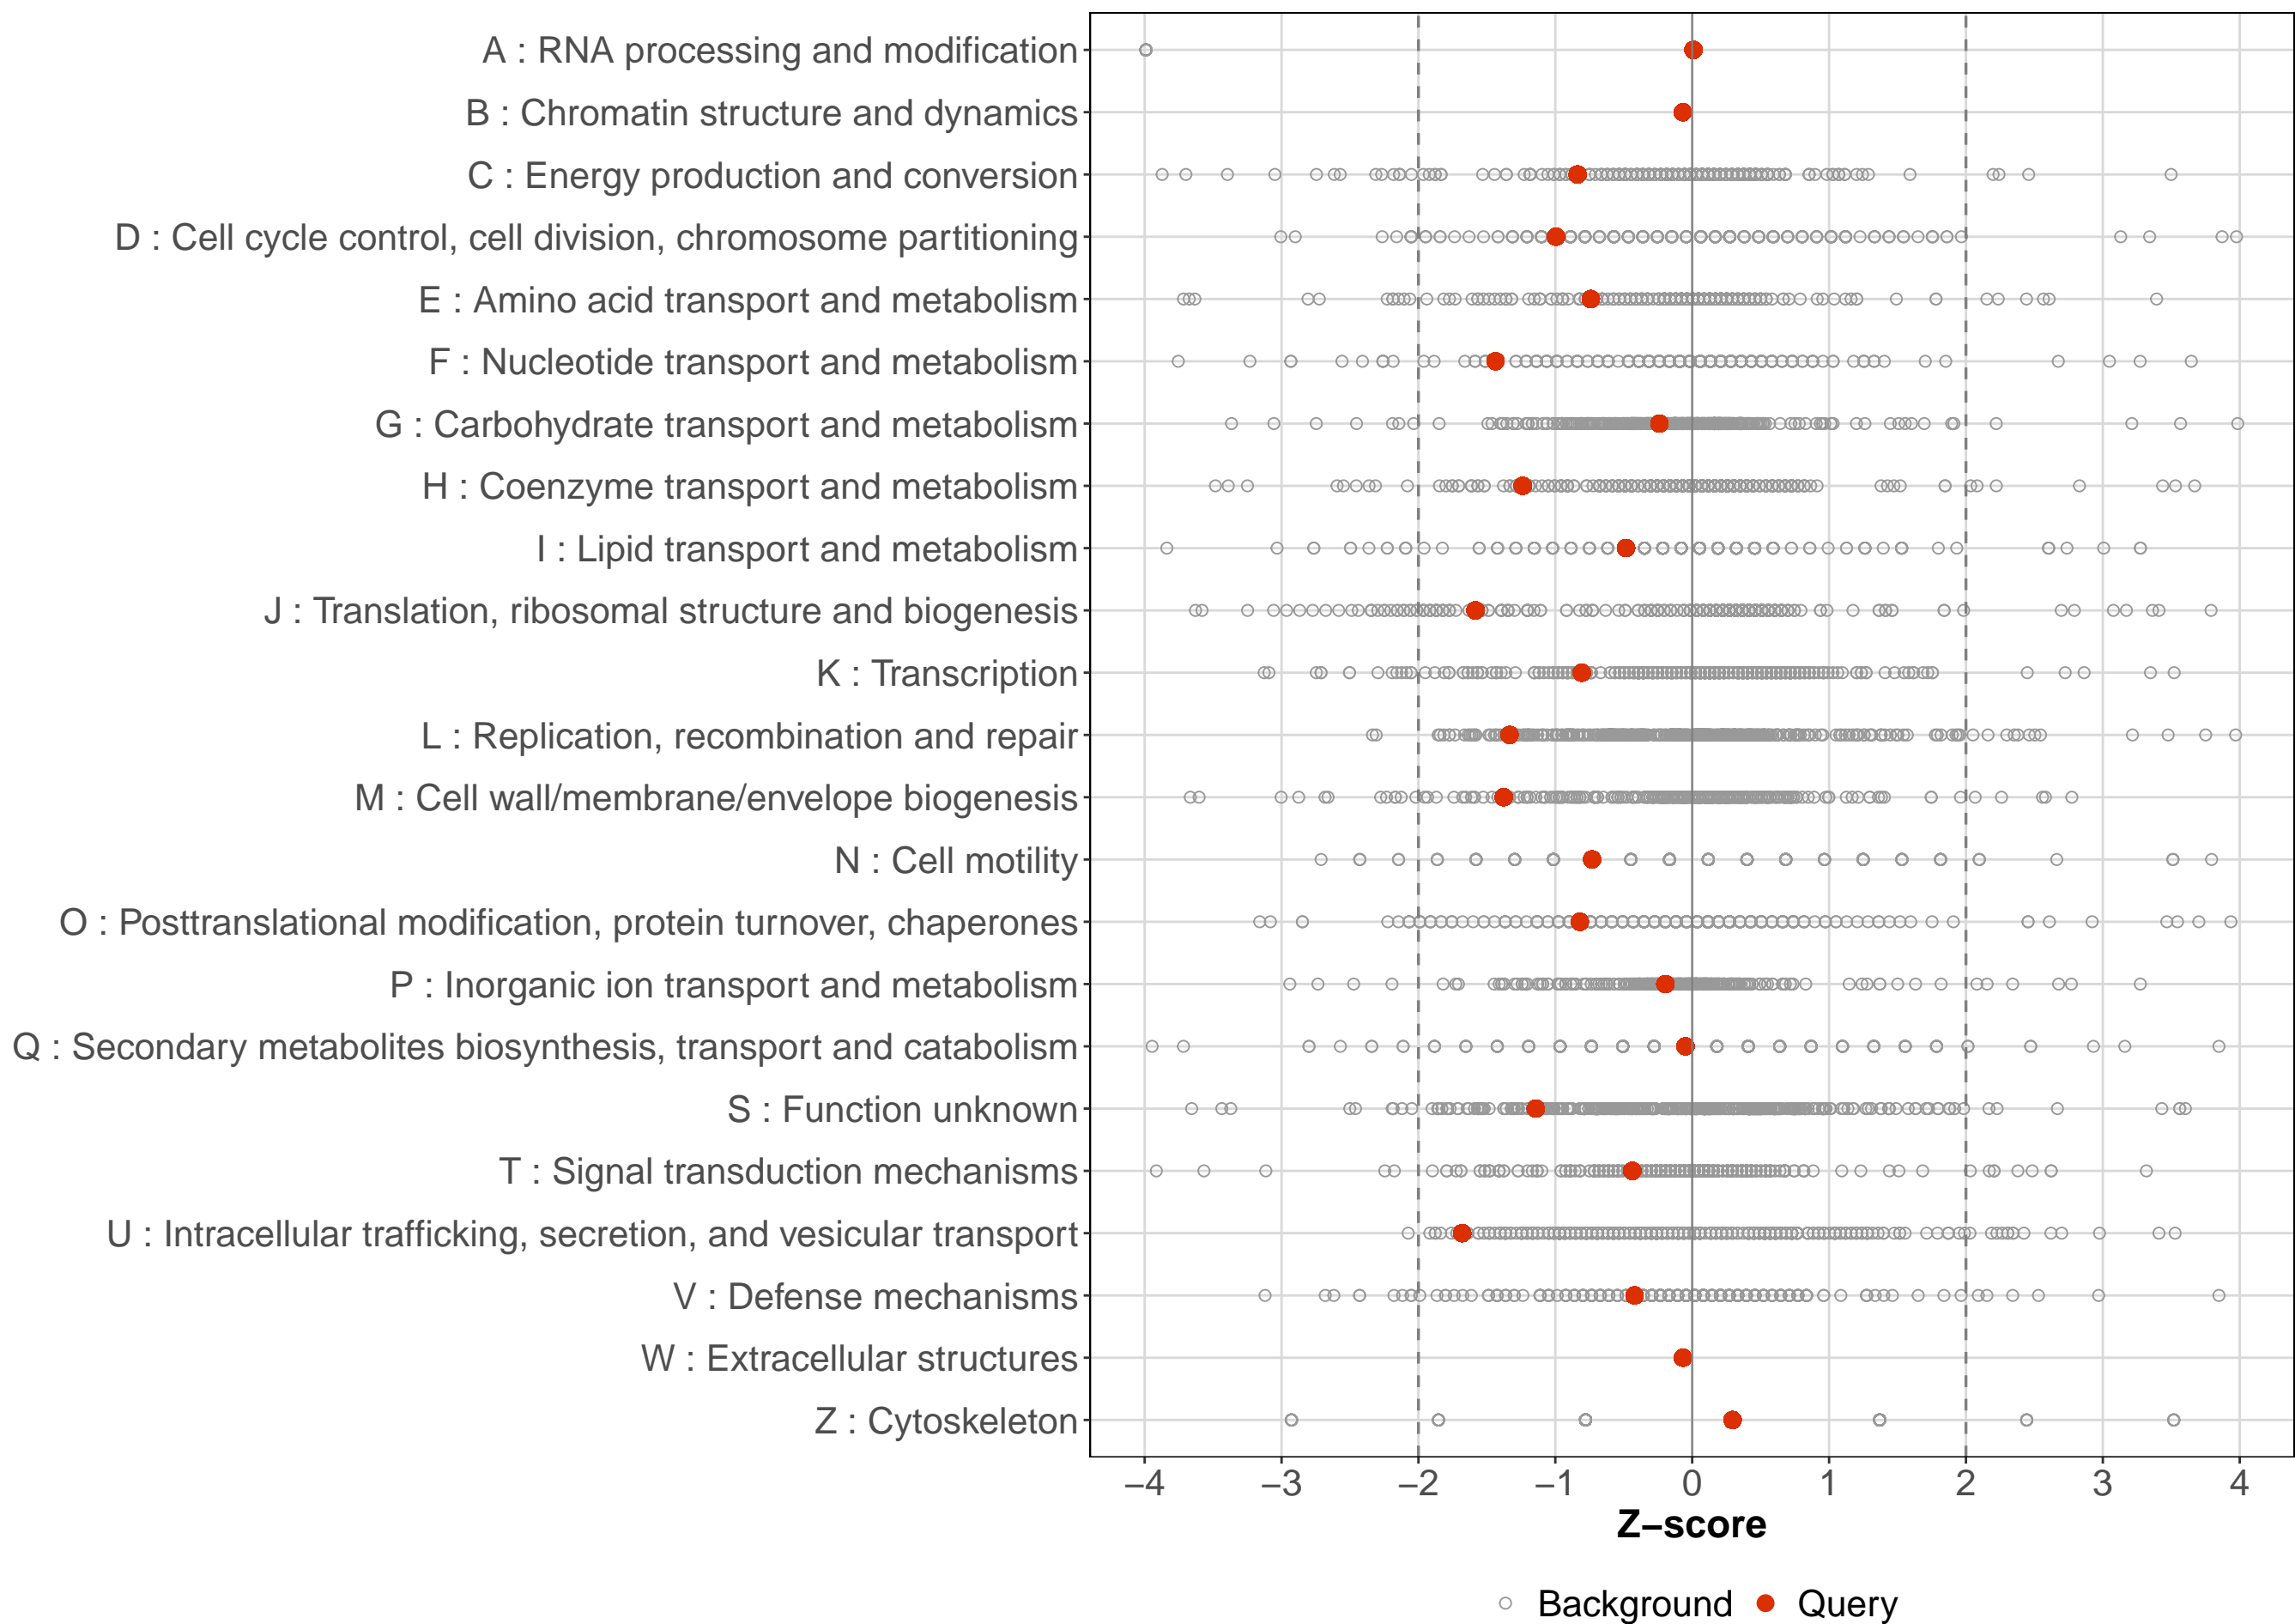 A : RNA processing and modification
B : Chromatin structure and dynamics
C : Energy production and conversion
D : Cell cycle control, cell division, chromosome partitioning
E : Amino acid transport and metabolism
F : Nucleotide transport and metabolism
G : Carbohydrate transport and metabolism
H : Coenzyme transport and metabolism
I : Lipid transport and metabolism
J : Translation, ribosomal structure and biogenesis
K : Transcription
L : Replication, recombination and repair
M : Cell wall/membrane/envelope biogenesis
N : Cell motility
O : Posttranslational modification, protein turnover, chaperones
P : Inorganic ion transport and metabolism
Q : Secondary metabolites biosynthesis, transport and catabolism
S : Function unknown
T : Signal transduction mechanisms
U : Intracellular trafficking, secretion, and vesicular transport
V : Defense mechanisms
W : Extracellular structures
Z : Cytoskeleton
−4 −3 −2 −1 0 1 2 3 4
Z−score
Background Query